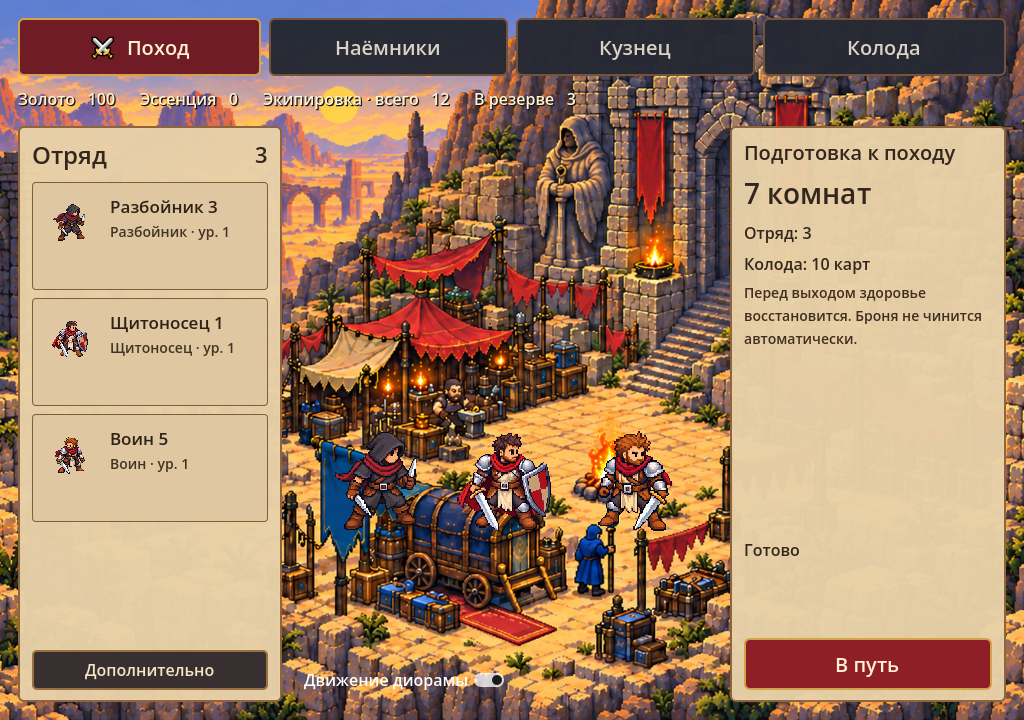 Поход
Наёмники
Кузнец
Колода
Золото 100 Эссенция 0 Экипировка · всего 12 В резерве 3
Отряд 3
Разбойник 3
Разбойник · ур. 1
Щитоносец 1
Щитоносец · ур. 1
Воин 5
Воин · ур. 1
Дополнительно
Движение диорамы
Подготовка к походу
7 комнат
Отряд: 3
Колода: 10 карт
Перед выходом здоровье
восстановится. Броня не чинится
автоматически.
Готово
В путь